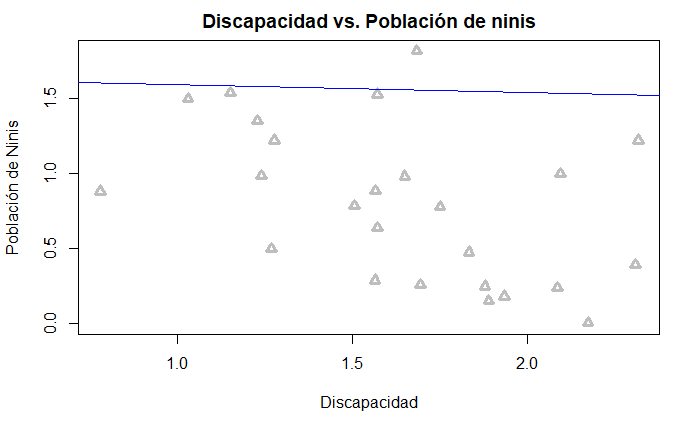 Discapacidad vs. Población de ninis
Población de Ninis
1.5
1.0
0.5
0.0
1.0 1.5 2.0
Discapacidad